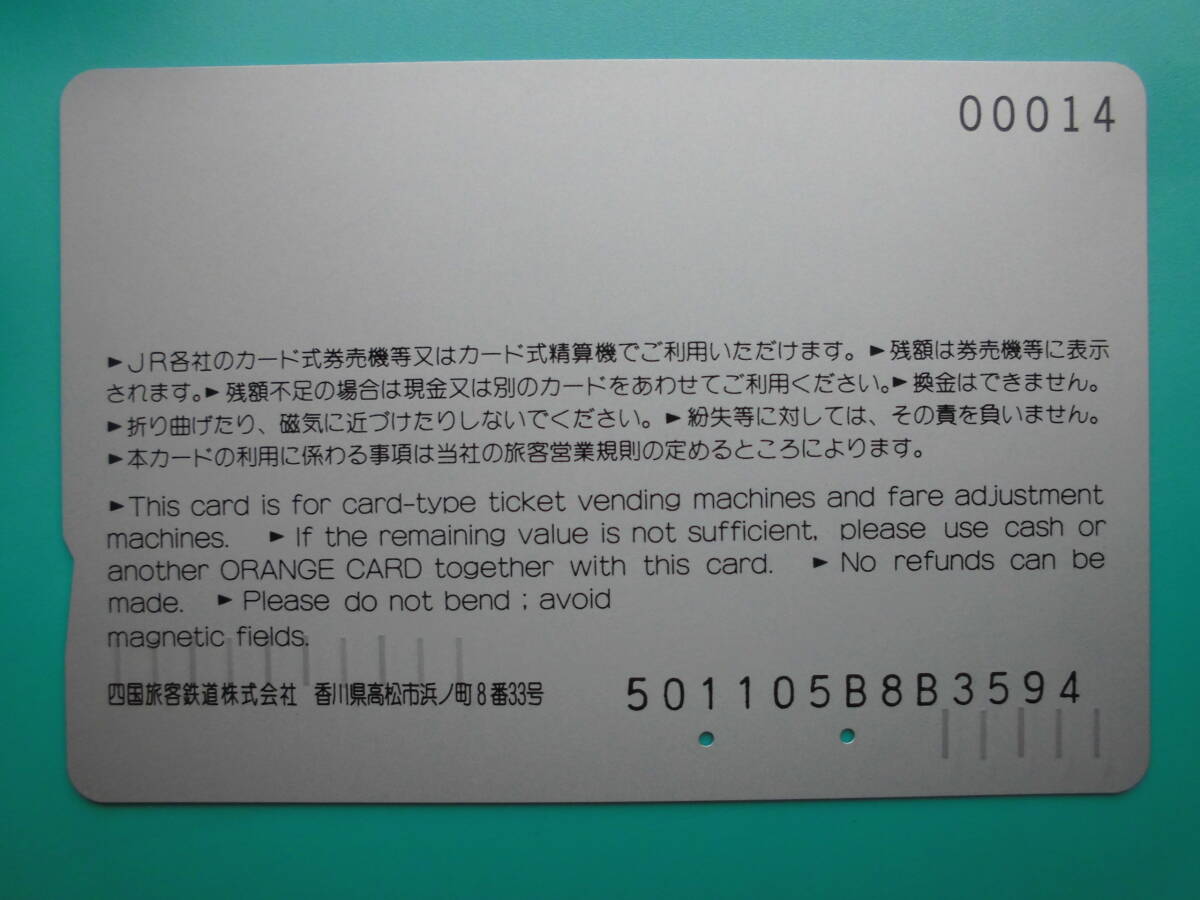 00014
►JR各社のカード式券売機等又はカード式精算機でご利用いただけます。►残額は券売機等に表示
されます。►残額不足の場合は現金又は別のカードをあわせてご利用ください。►換金はできません。
►折り曲げたり、磁気に近づけたりしないでください。►紛失等に対しては、その責を負いません。
►本カードの利用に係わる事項は当社の旅客営業規則の定めるところによります。
►This card is for card-type ticket vending machines and fare adjustment
machines. ►If the remaining value is not sufficient, please use cash or
another ORANGE CARD together with this card. ►No refunds can be
made. ►Please do not bend ; avoid
magnetic fields.
四国旅客鉄道株式会社 香川県高松市浜ノ町8番33号
501105B8B3594